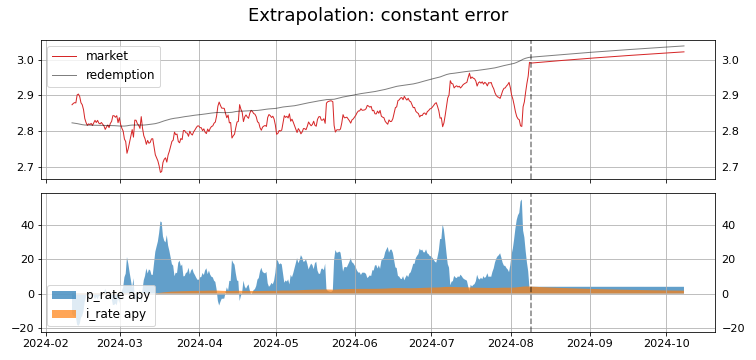 Extrapolation: constant error
market
redemption
3.0 3.0
2.9 2.9
2.8 2.8
2.7 2.7
40 40
20 20
0 0
−20 −20
p_rate apy
i_rate apy
2024-02 2024-03 2024-04 2024-05 2024-06 2024-07 2024-08 2024-09 2024-10